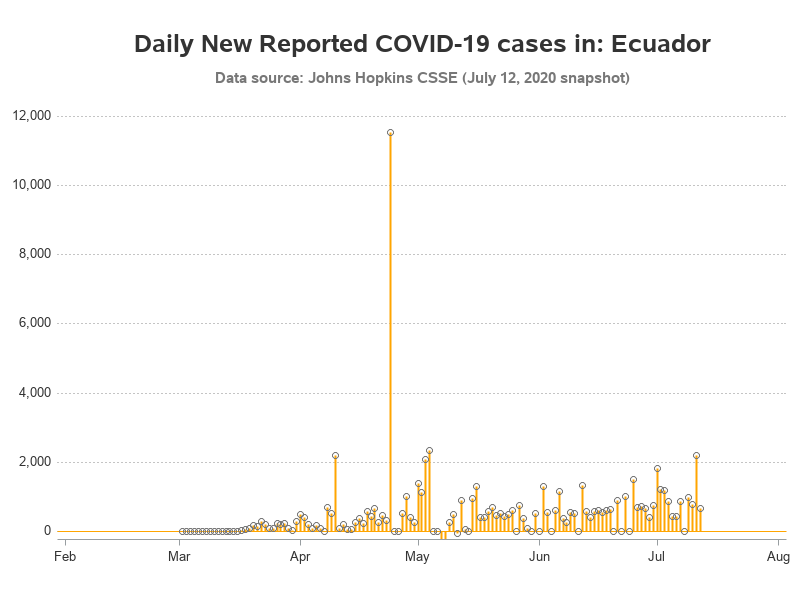 Daily New Reported COVID-19 cases in: Ecuador
Data source: Johns Hopkins CSSE (July 12, 2020 snapshot)
12,000
10,000
8,000
6,000
4,000
2,000
0
Feb Mar Apr May Jun Jul Aug